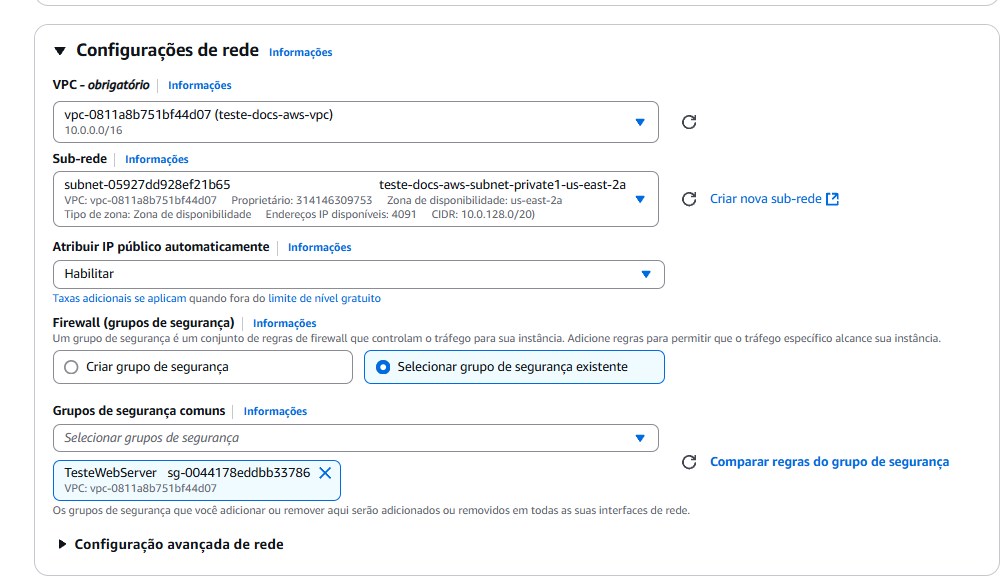 Configurações de rede Informações
VPC – obrigatório Informações
vpc-0811a8b751bf44d07 (teste-docs-aws-vpc)
10.0.0.0/16
Sub-rede Informações
subnet-05927dd928ef21b65 teste-docs-aws-subnet-private1-us-east-2a
VPC: vpc-0811a8b751bf44d07 Proprietário: 314146309753 Zona de disponibilidade: us-east-2a
Tipo de zona: Zona de disponibilidade Endereços IP disponíveis: 4091 CIDR: 10.0.128.0/20)
Criar nova sub-rede
Atribuir IP público automaticamente Informações
Habilitar
Taxas adicionais se aplicam quando fora do limite de nível gratuito
Firewall (grupos de segurança) Informações
Um grupo de segurança é um conjunto de regras de firewall que controlam o tráfego para sua instância. Adicione regras para permitir que o tráfego específico alcance sua instância.
Criar grupo de segurança Selecionar grupo de segurança existente
Grupos de segurança comuns Informações
Selecionar grupos de segurança
TesteWebServer sg-0044178eddbb33786
VPC: vpc-0811a8b751bf44d07
Comparar regras do grupo de segurança
Os grupos de segurança que você adicionar ou remover aqui serão adicionados ou removidos em todas as suas interfaces de rede.
Configuração avançada de rede